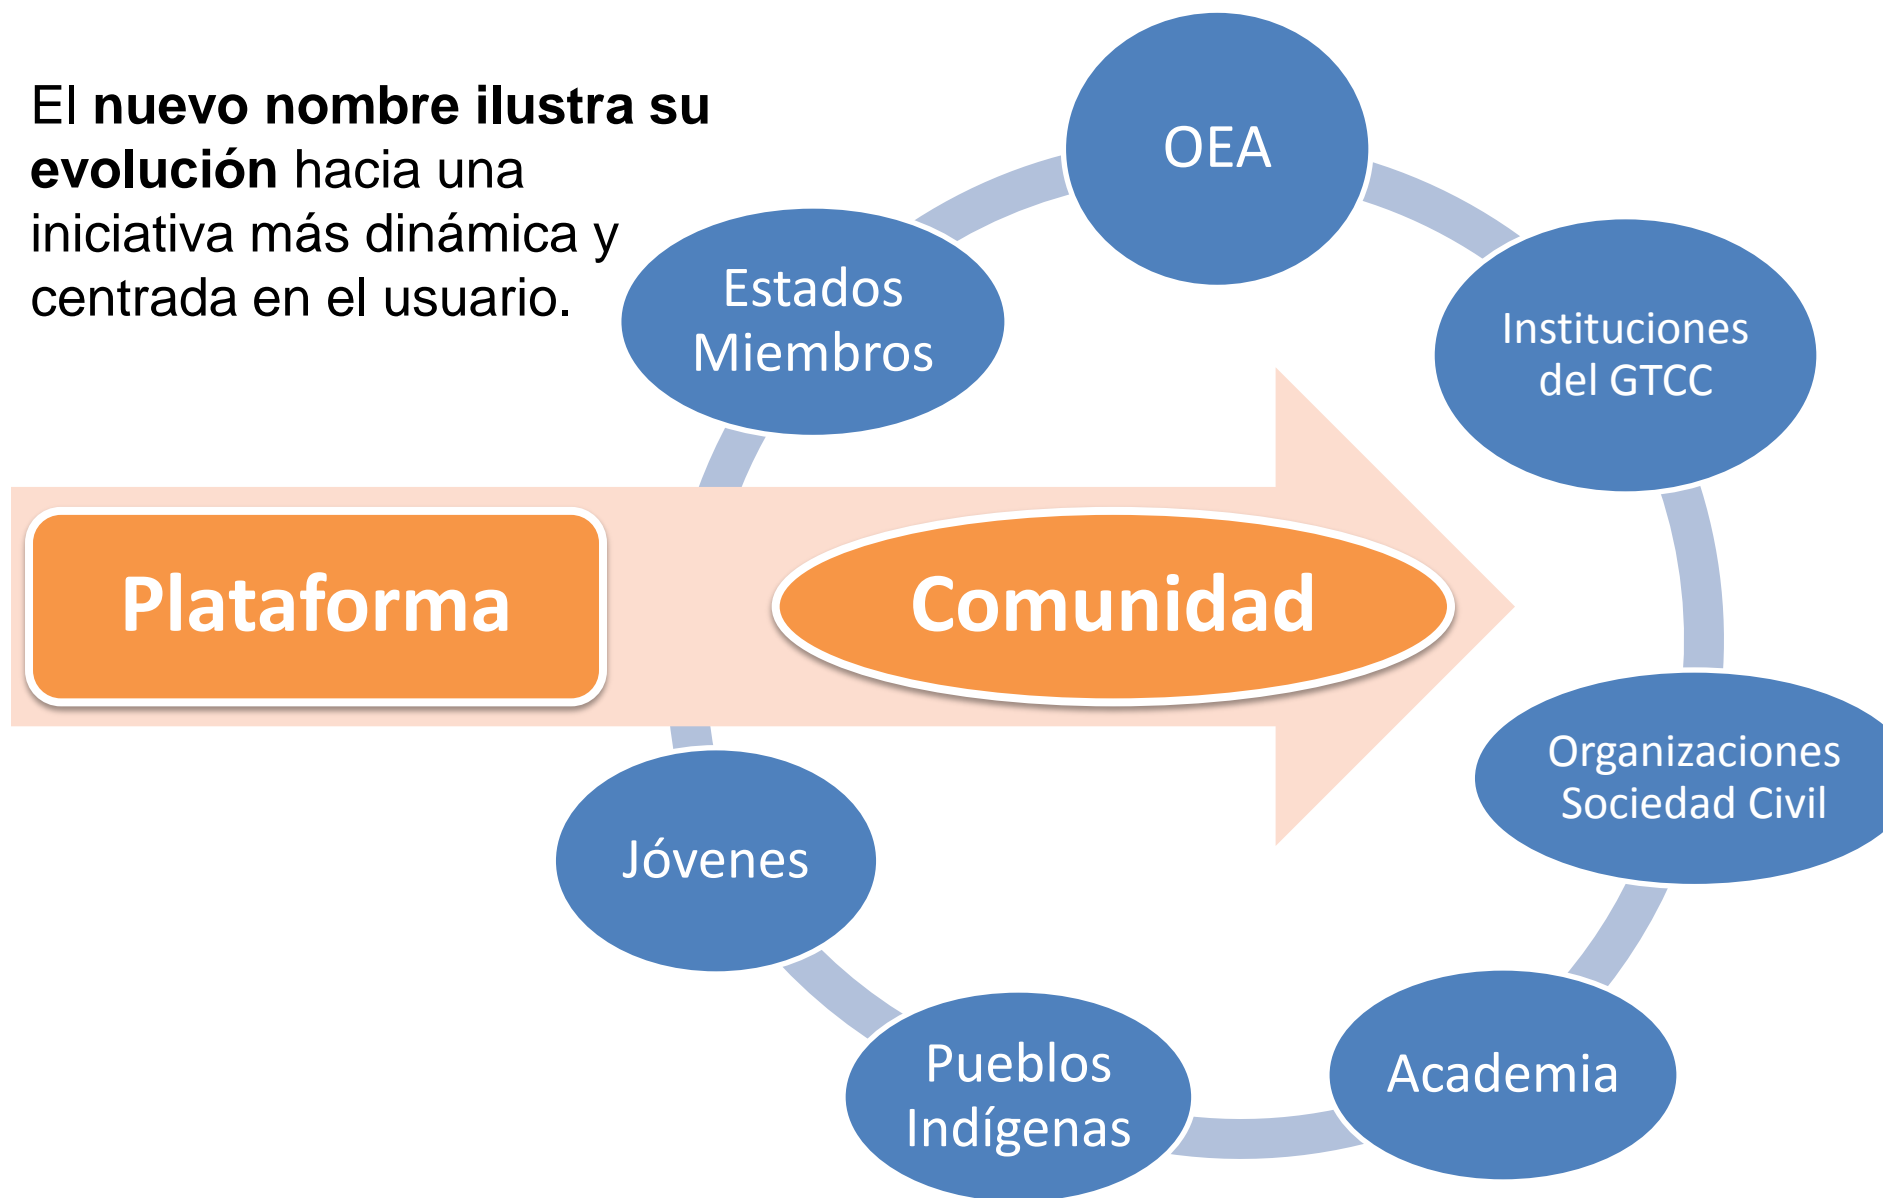 El nuevo nombre ilustra su
evolución hacia una
iniciativa más dinámica y
centrada en el usuario.
OEA
Estados
Miembros
Instituciones
del GTCC
Plataforma
Comunidad
Organizaciones
Sociedad Civil
Jóvenes
Academia
Pueblos
Indígenas